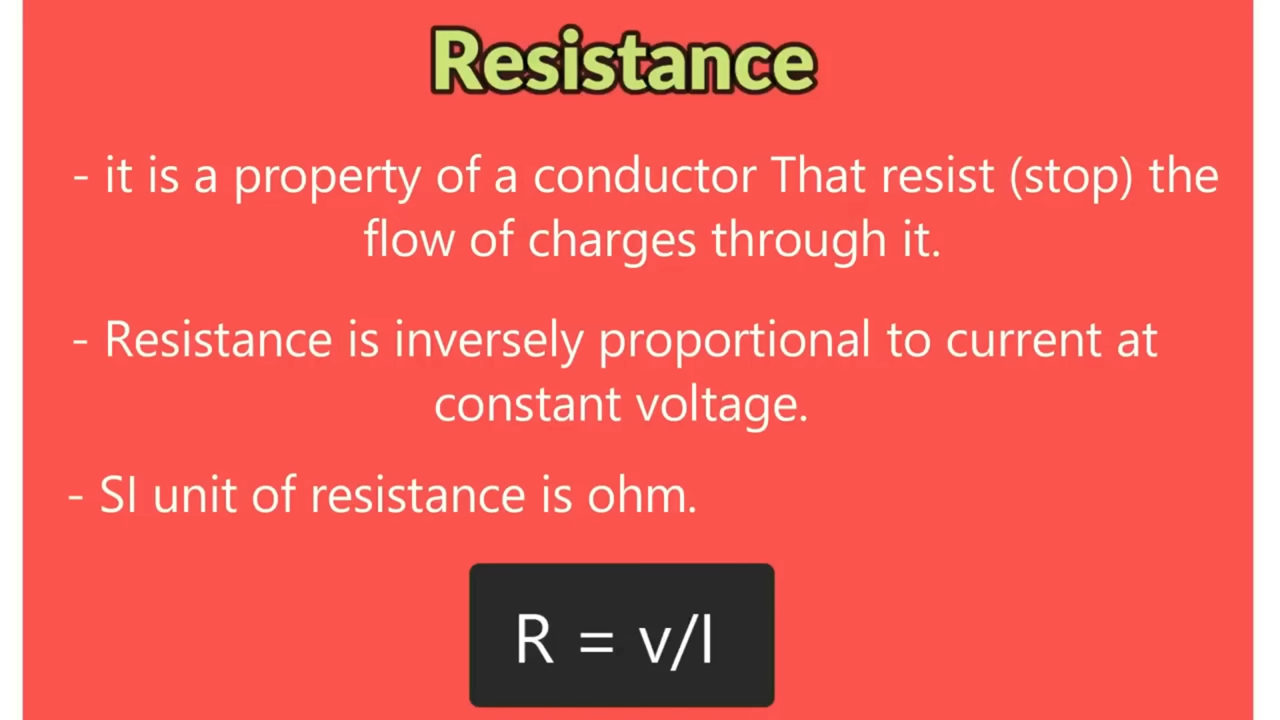 Resistance
- it is a property of a conductor That resist (stop) the
flow of charges through it.
- Resistance is inversely proportional to current at
constant voltage.
- SI unit of resistance is ohm.
R = v/I